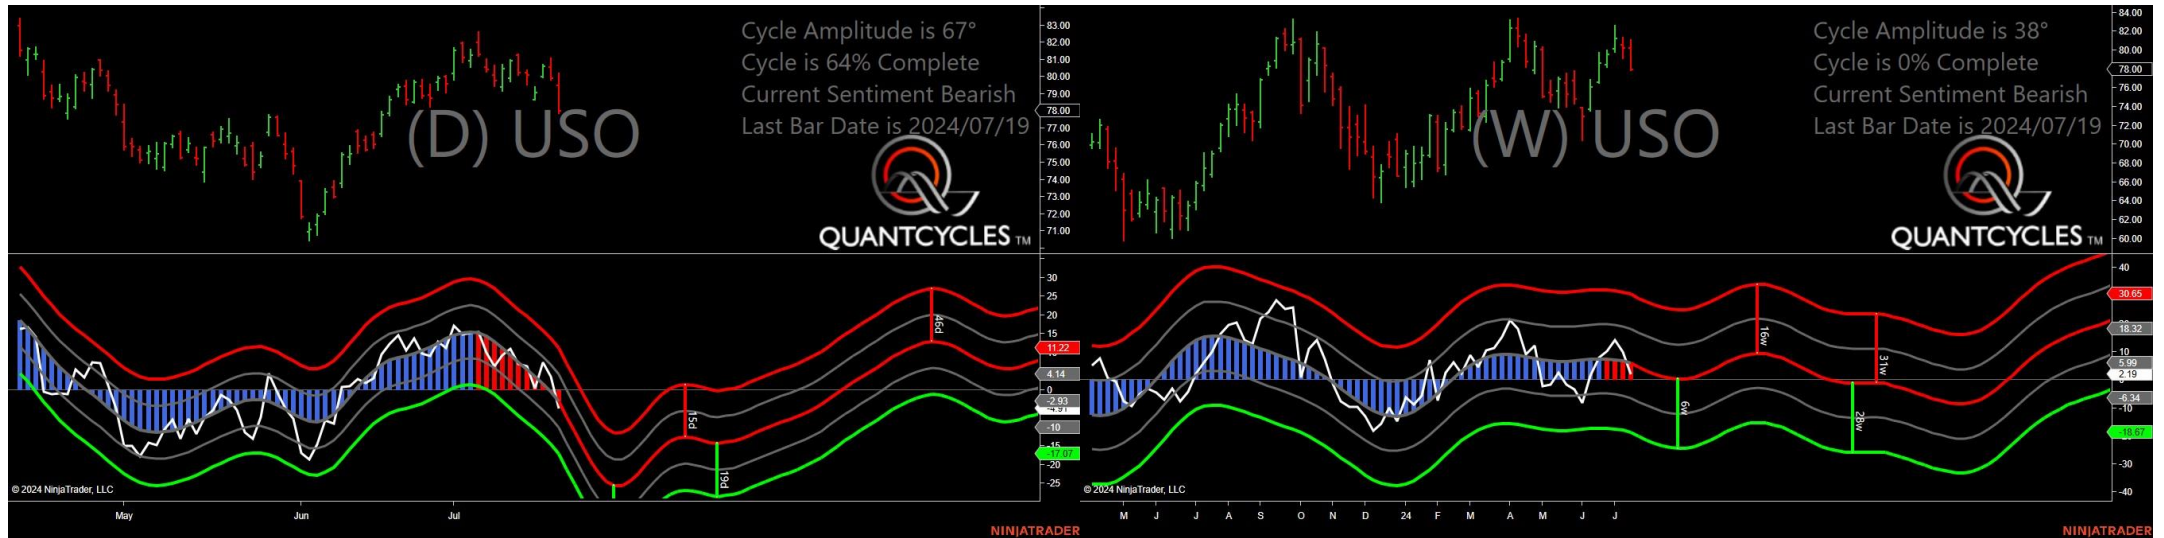 Cycle Amplitude is 67°
Cycle is 64% Complete
Current Sentiment Bearish
Last Bar Date is 2024/07/19
(D) USO
QUANTCYCLES TM
83.00
82.00
81.00
80.00
79.00
78.00
77.00
76.00
75.00
74.00
73.00
72.00
71.00
30
25
20
15
11.22
4.14
0
-2.93
-4.91
-10
-15
-17.07
-20
-25
46d
15d
19d
© 2024 NinjaTrader, LLC
May Jun Jul
NINJATRADER
Cycle Amplitude is 38°
Cycle is 0% Complete
Current Sentiment Bearish
Last Bar Date is 2024/07/19
(W) USO
QUANTCYCLES TM
84.00
82.00
80.00
78.00
76.00
74.00
72.00
70.00
68.00
66.00
64.00
62.00
60.00
40
30.65
18.32
10
5.99
2.19
-6.34
-10
-18.67
-30
-40
16w
31w
6w
28w
© 2024 NinjaTrader, LLC
M J J A S O N D 24 F M A M J J
NINJATRADER